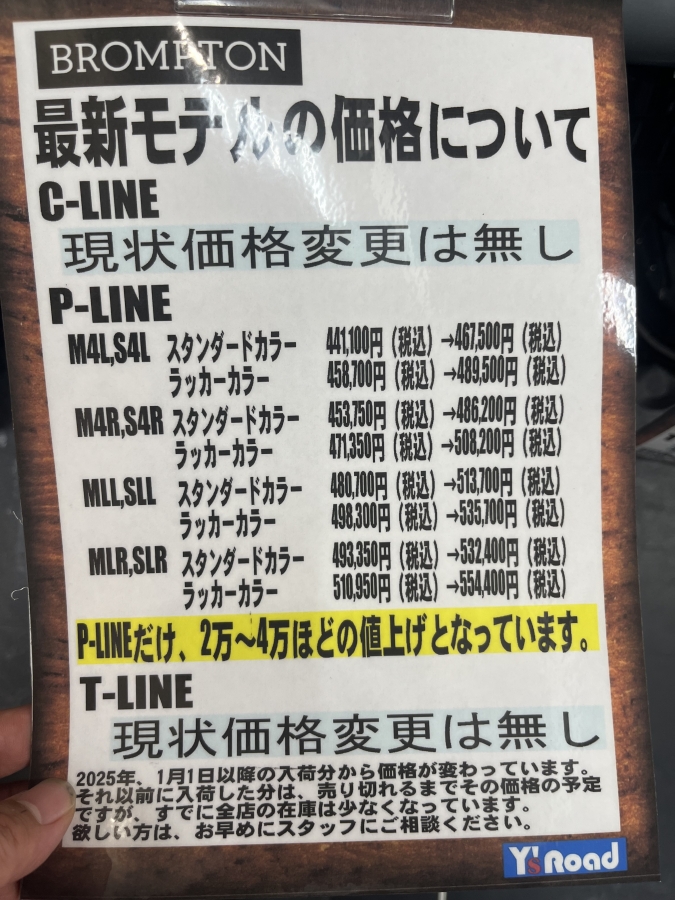 BROMPTON
最新モデルの価格について
C-LINE
現状価格変更は無し
P-LINE
M4L,S4L スタンダードカラー 441,100円（税込）→467,500円（税込）
ラッカーカラー 458,700円（税込）→489,500円（税込）
M4R,S4R スタンダードカラー 453,750円（税込）→486,200円（税込）
ラッカーカラー 471,350円（税込）→508,200円（税込）
MLL,SLL スタンダードカラー 480,700円（税込）→513,700円（税込）
ラッカーカラー 498,300円（税込）→535,700円（税込）
MLR,SLR スタンダードカラー 493,350円（税込）→532,400円（税込）
ラッカーカラー 510,950円（税込）→554,400円（税込）
P-LINEだけ、2万〜4万ほどの値上げとなっています。
T-LINE
現状価格変更は無し
2025年、1月1日以降の入荷分から価格が変わっています。
それ以前に入荷した分は、売り切れるまでその価格の予定
ですが、すでに全店の在庫は少なくなっています。
欲しい方は、お早めにスタッフにご相談ください。
Y's Road